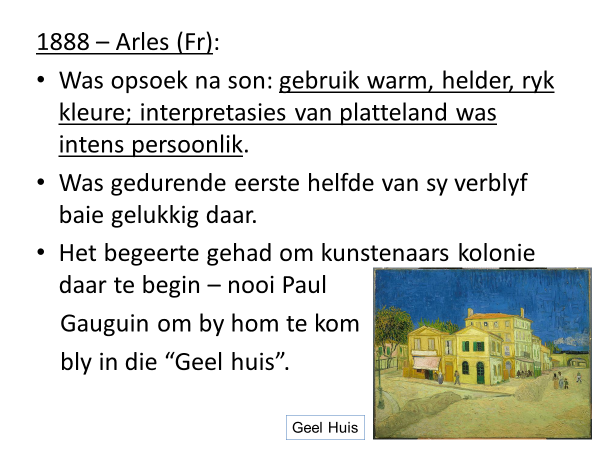 1888 – Arles (Fr):
• Was opsoek na son: gebruik warm, helder, ryk
kleure; interpretasies van platteland was
intens persoonlik.
• Was gedurende eerste helfde van sy verblyf
baie gelukkig daar.
• Het begeerte gehad om kunstenaars kolonie
daar te begin – nooi Paul
Gauguin om by hom te kom
bly in die “Geel huis”.
Geel Huis